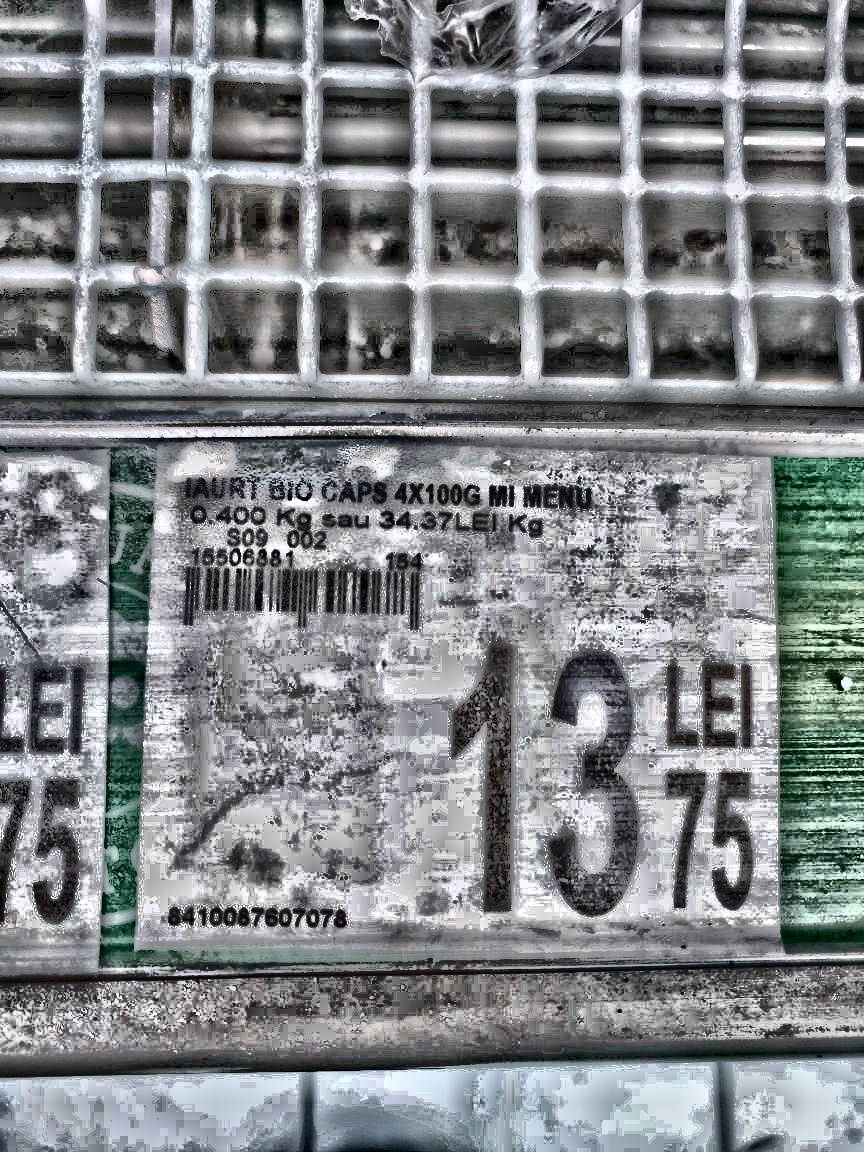 IAURT BIO CAPS 4X100G MI MENU
0.400 Kg sau 34.37LEI Kg
S09 002
15506881 154
13 LEI 75
8410087607078
LEI
75